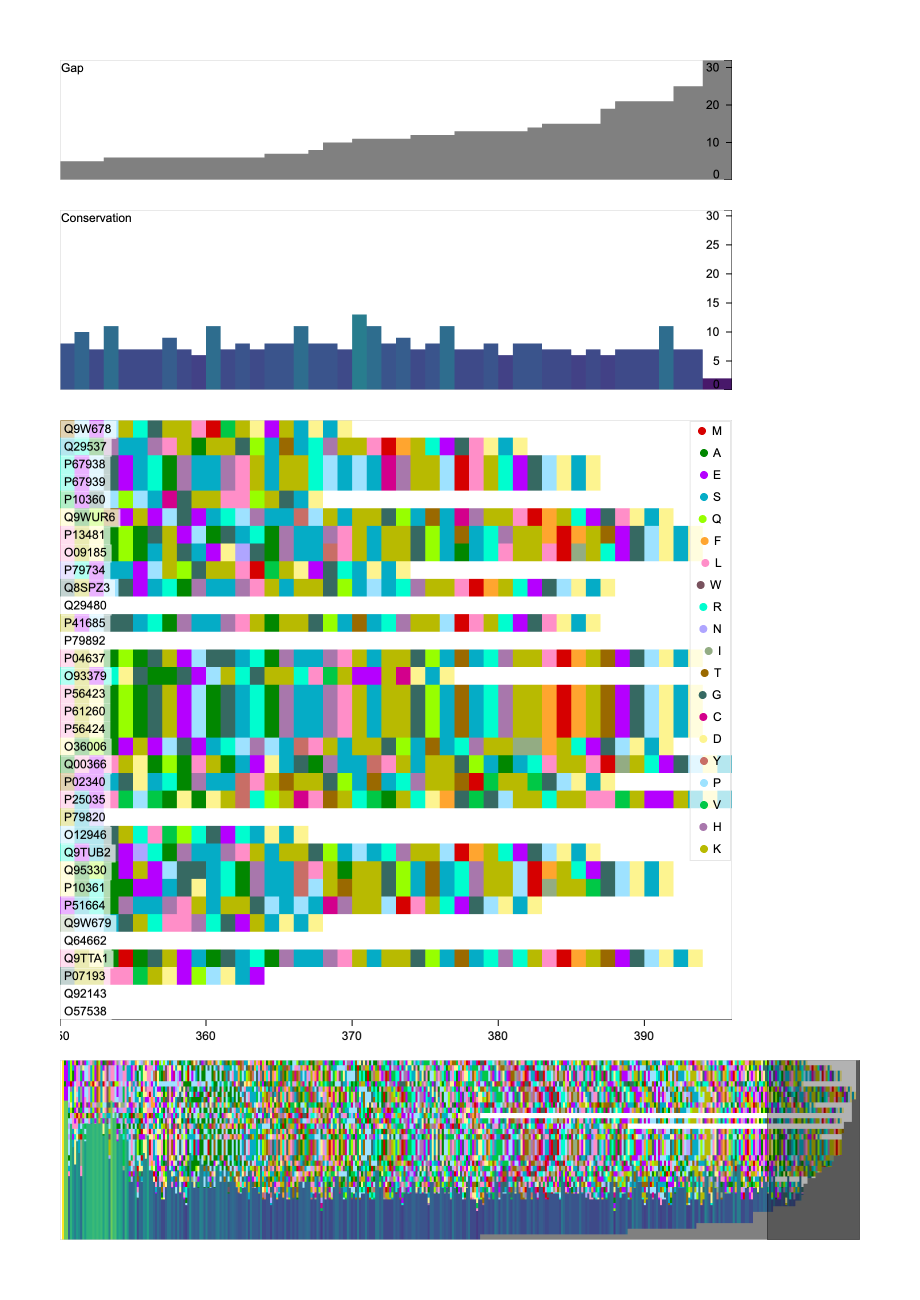 Gap
30
20
10
0
Conservation
30
25
20
15
10
5
0
Q9W678
Q29537
P67938
P67939
P10360
Q9WUR6
P13481
O09185
P79734
Q8SPZ3
Q29480
P41685
P79892
P04637
O93379
P56423
P61260
P56424
O36006
Q00366
P02340
P25035
P79820
O12946
Q9TUB2
Q95330
P10361
P51664
Q9W679
Q64662
Q9TTA1
P07193
Q92143
O57538
M
A
E
S
Q
F
L
W
R
N
I
T
G
C
D
Y
P
V
H
K
60 360 370 380 390